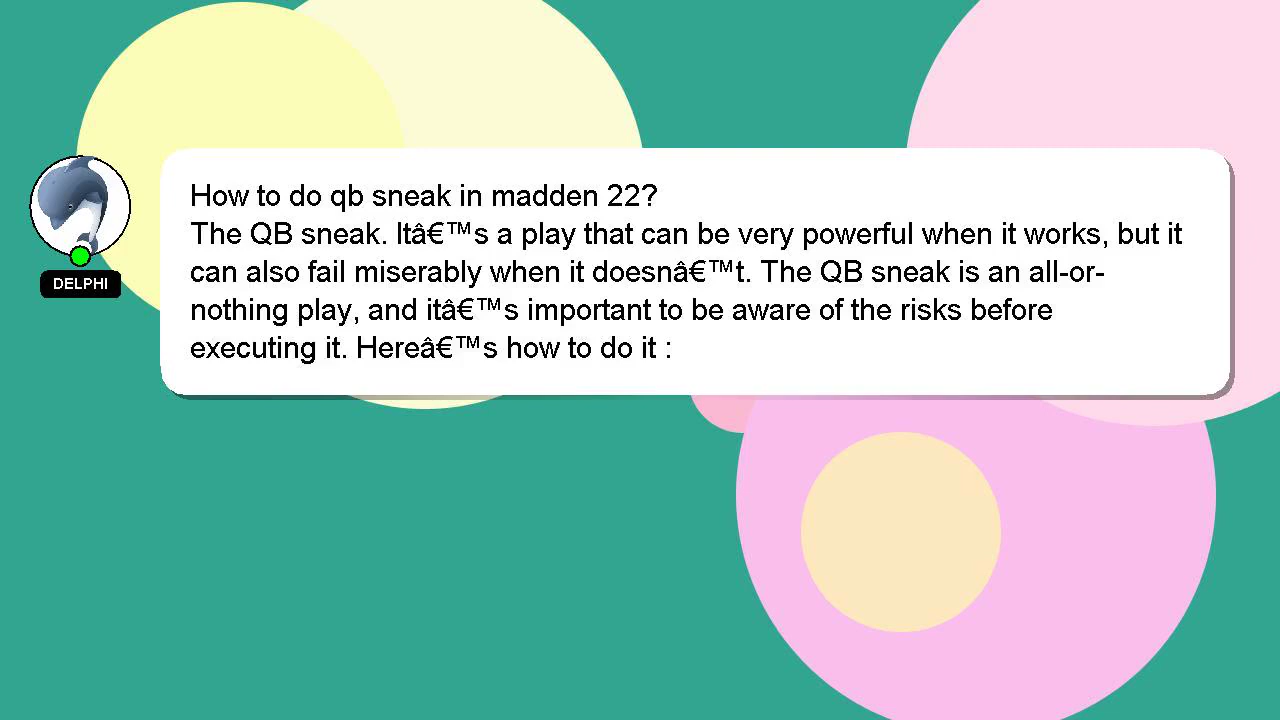 How to do qb sneak in madden 22?
The QB sneak. Itâ€™s a play that can be very powerful when it works, but it
can also fail miserably when it doesnâ€™t. The QB sneak is an all-or-
nothing play, and itâ€™s important to be aware of the risks before
executing it. Hereâ€™s how to do it :
DELPHI